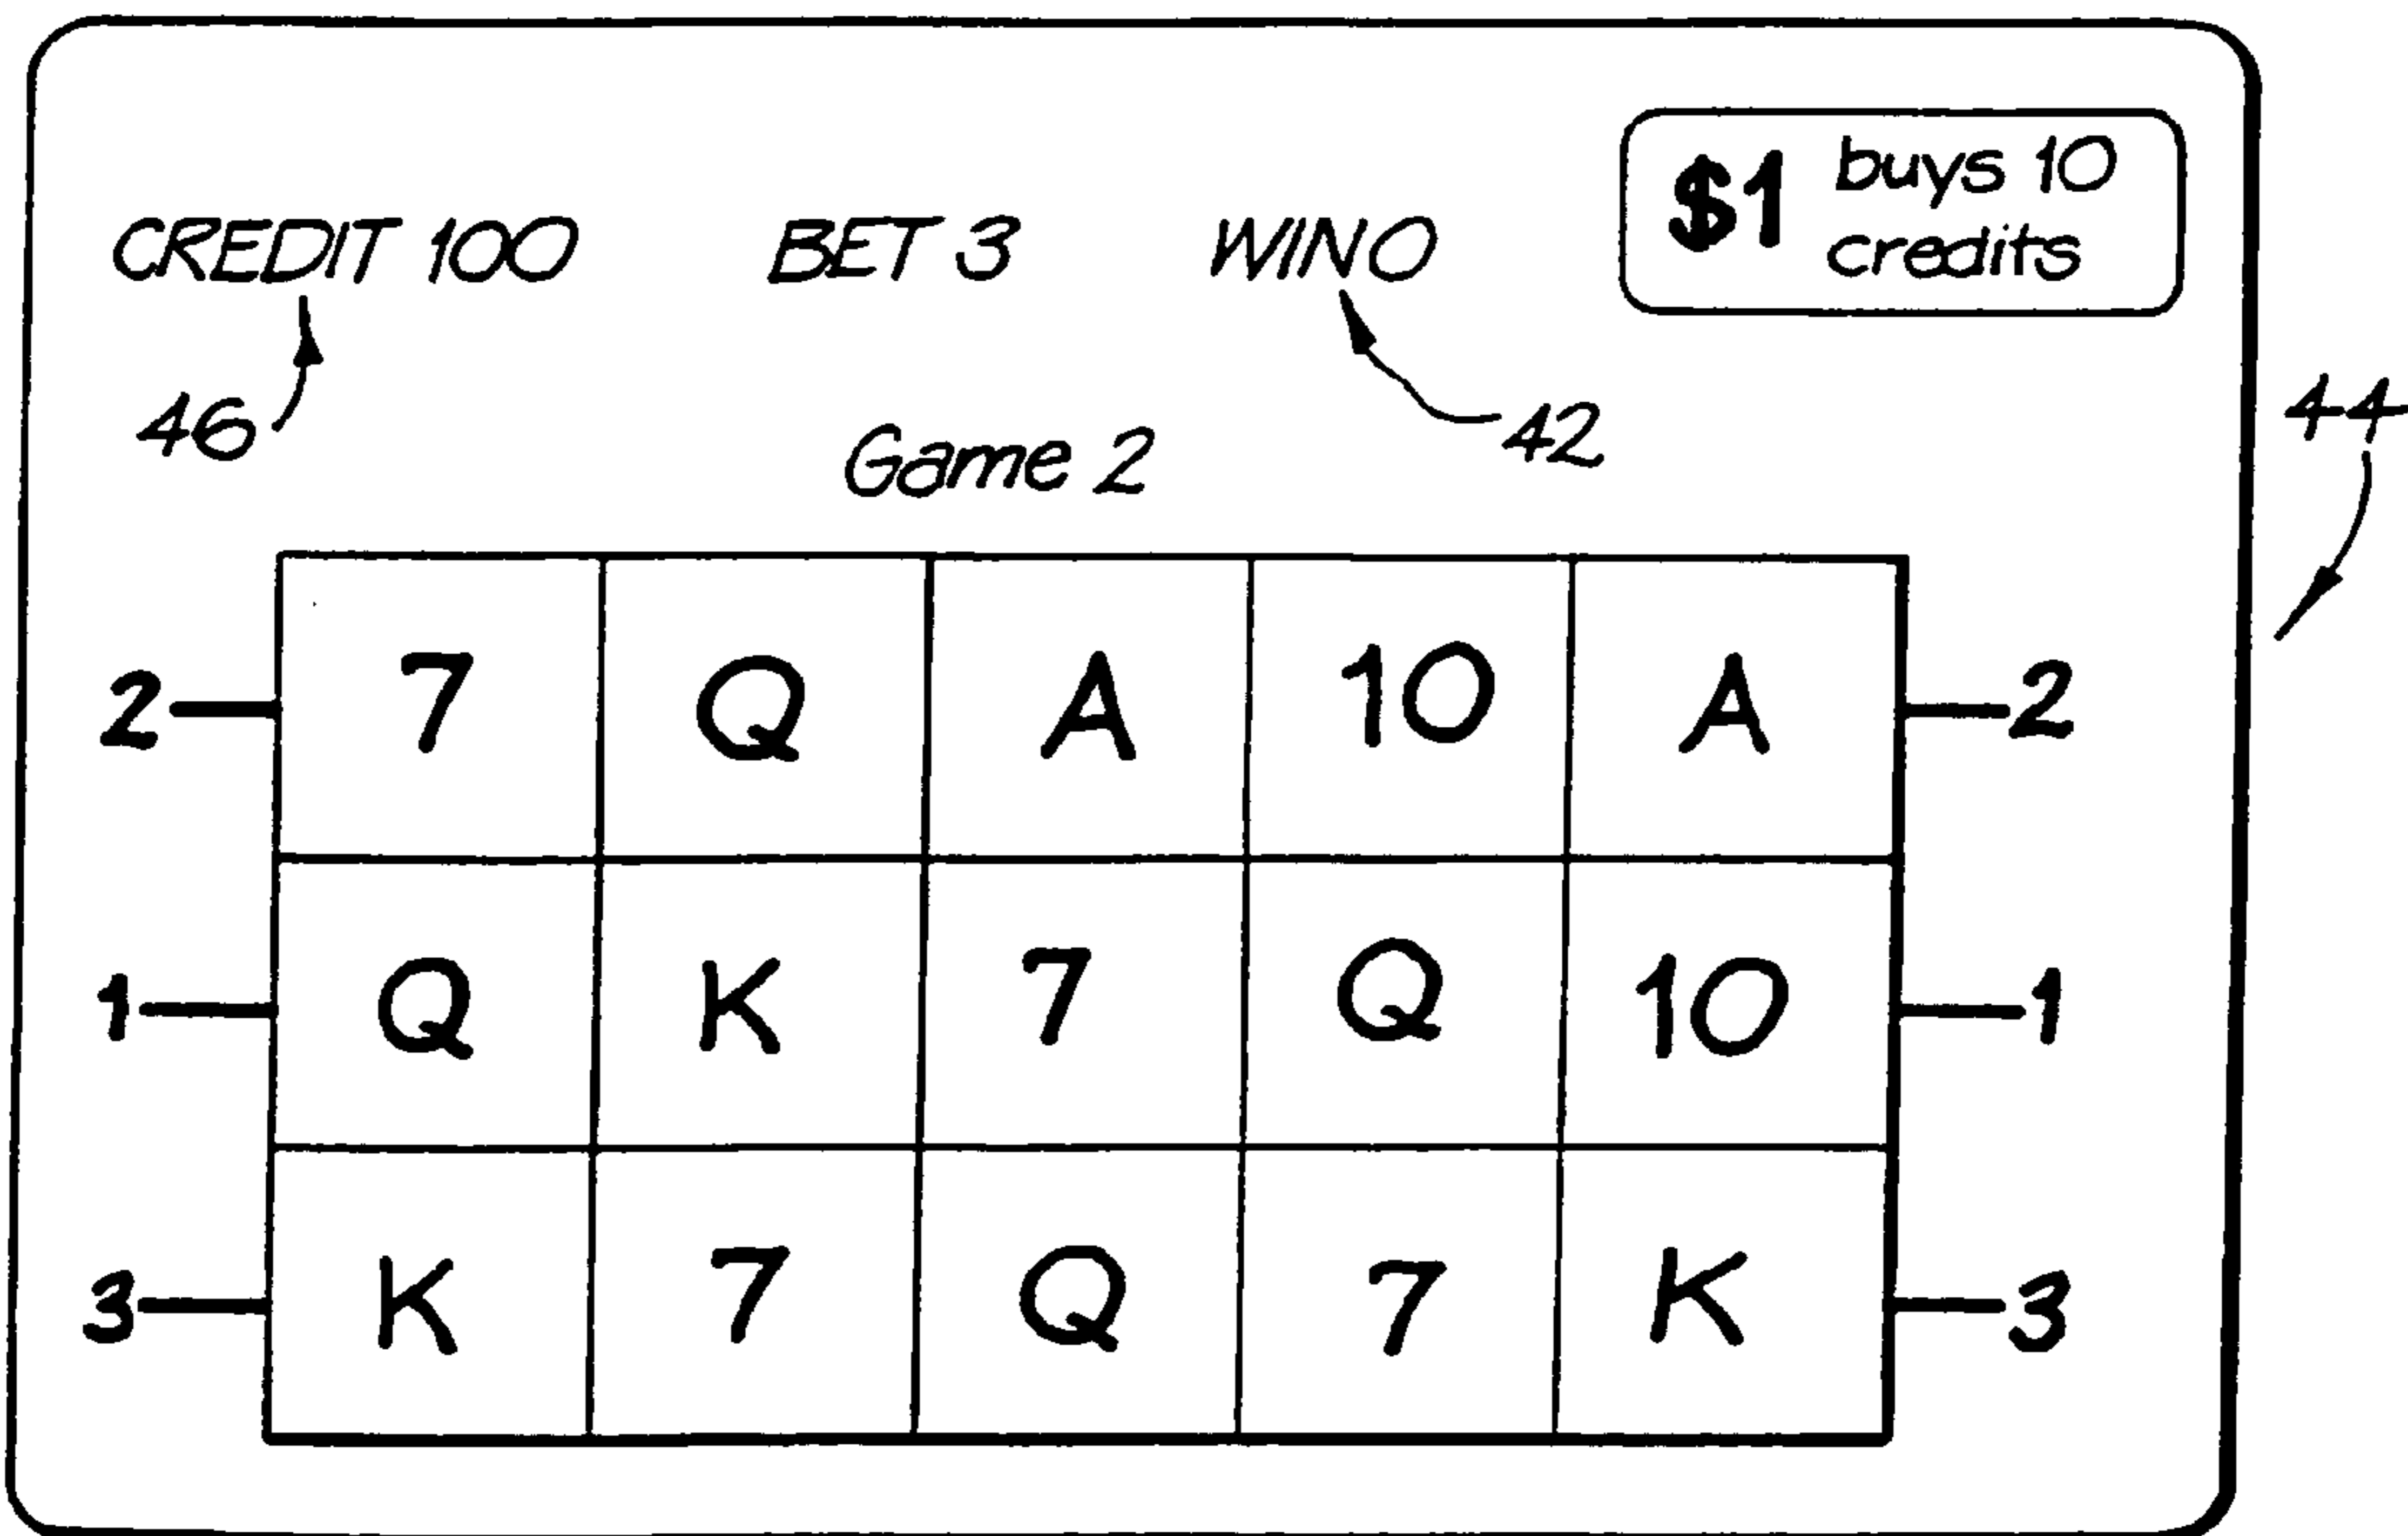 $1 buys 10
credits
CREDIT 100 BET 3 WIN 0
46 42 44
Game 2
2 7 Q A 10 A 2
1 Q K 7 Q 10 1
3 K 7 Q 7 K 3